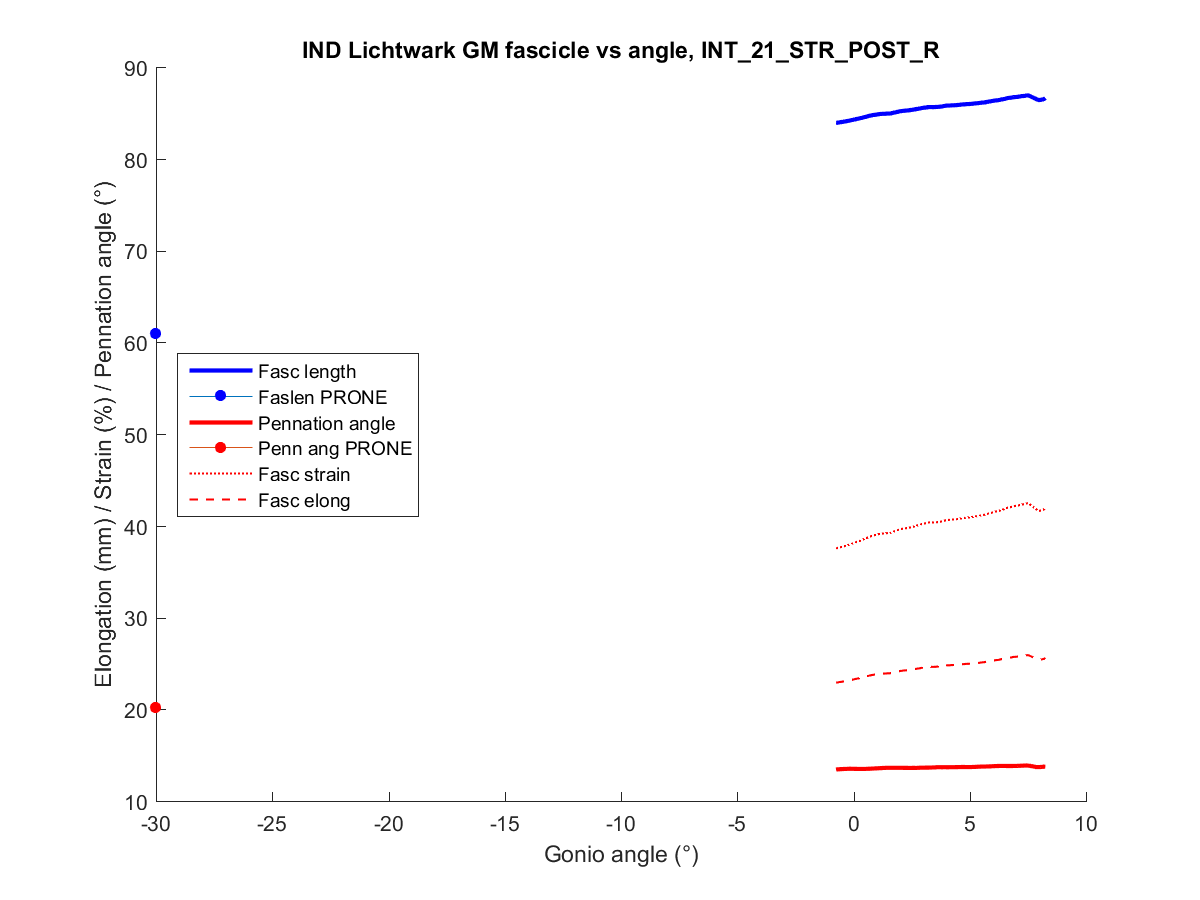 IND Lichtwark GM fascicle vs angle, INT_21_STR_POST_R
90
80
70
60
50
40
30
20
10
Elongation (mm) / Strain (%) / Pennation angle (°)
Fasc length
Faslen PRONE
Pennation angle
Penn ang PRONE
Fasc strain
Fasc elong
-30 -25 -20 -15 -10 -5 0 5 10
Gonio angle (°)